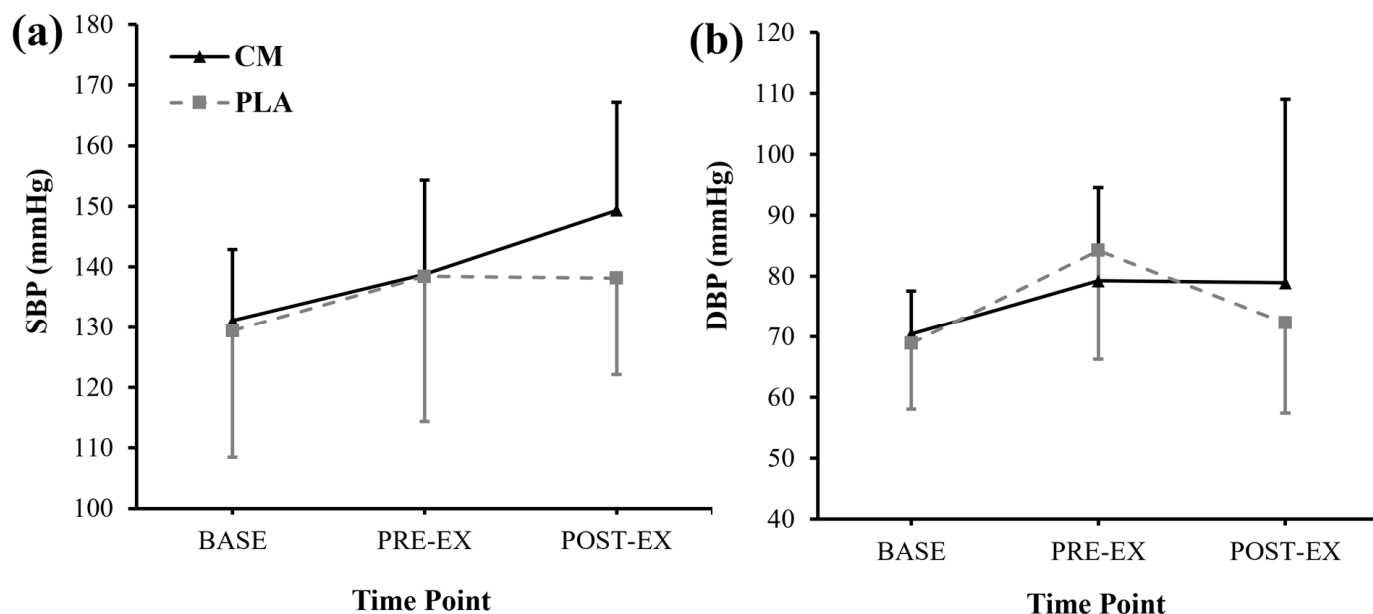 (a)
SBP (mmHg)
180
170
160
150
140
130
120
110
100
CM
PLA
BASE PRE-EX POST-EX
Time Point
(b)
DBP (mmHg)
120
110
100
90
80
70
60
50
40
BASE PRE-EX POST-EX
Time Point